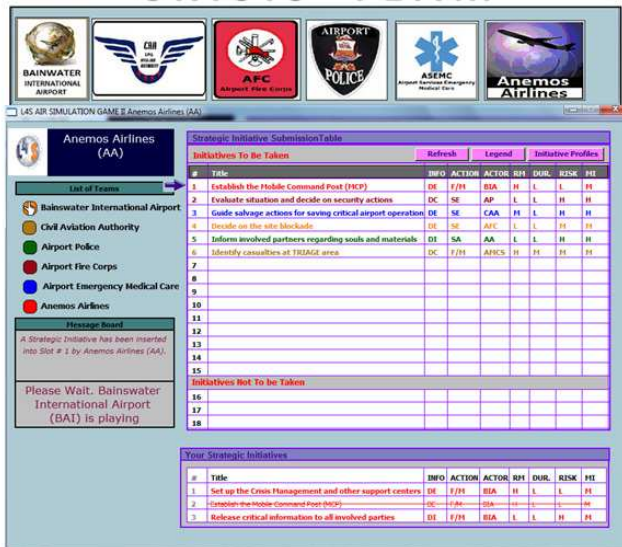 BAINWATER
INTERNATIONAL
AIRPORT
CAA
AFC
Airport Fire Corps
AIRPORT
POLICE
ASEMC
Airport Services Emergency
Medical Care
Anemos
Airlines
L4S AIR SIMULATION GAME II Anemos Airlines (AA)
Anemos Airlines
(AA)
List of Teams
Bainswater International Airport
Civil Aviation Authority
Airport Police
Airport Fire Corps
Airport Emergency Medical Care
Anemos Airlines
Message Board
A Strategic Initiative has been inserted
into Slot # 1 by Anemos Airlines (AA).
Please Wait. Bainswater
International Airport
(BAI) is playing
Strategic Initiative SubmissionTable
Initiatives To Be Taken Refresh Legend Initiative Profiles
# Title INFO ACTION ACTOR RM DUR. RISK MI
1 Establish the Mobile Command Post (MCP) DE F/M BIA H L L M
2 Evaluate situation and decide on security actions DC SE AP L L H H
3 Guide salvage actions for saving critical airport operation DE SE CAA M L H H
4 Decide on the site blockade DE SE AFC L L M M
5 Inform involved partners regarding souls and materials DI SA AA L L H H
6 Identify casualties at TRIAGE area DC F/M AMCS H M M M
7
8
9
10
11
12
13
14
15
Initiatives Not To be Taken
16
17
18
Your Strategic Initiatives
# Title INFO ACTION ACTOR RM DUR. RISK MI
1 Set up the Crisis Management and other support centers DE F/M BIA H L L M
2 Establish the Mobile Command Post (MCP) DE F/M BIA H L L M
3 Release critical information to all involved parties DI F/M BIA L L H M